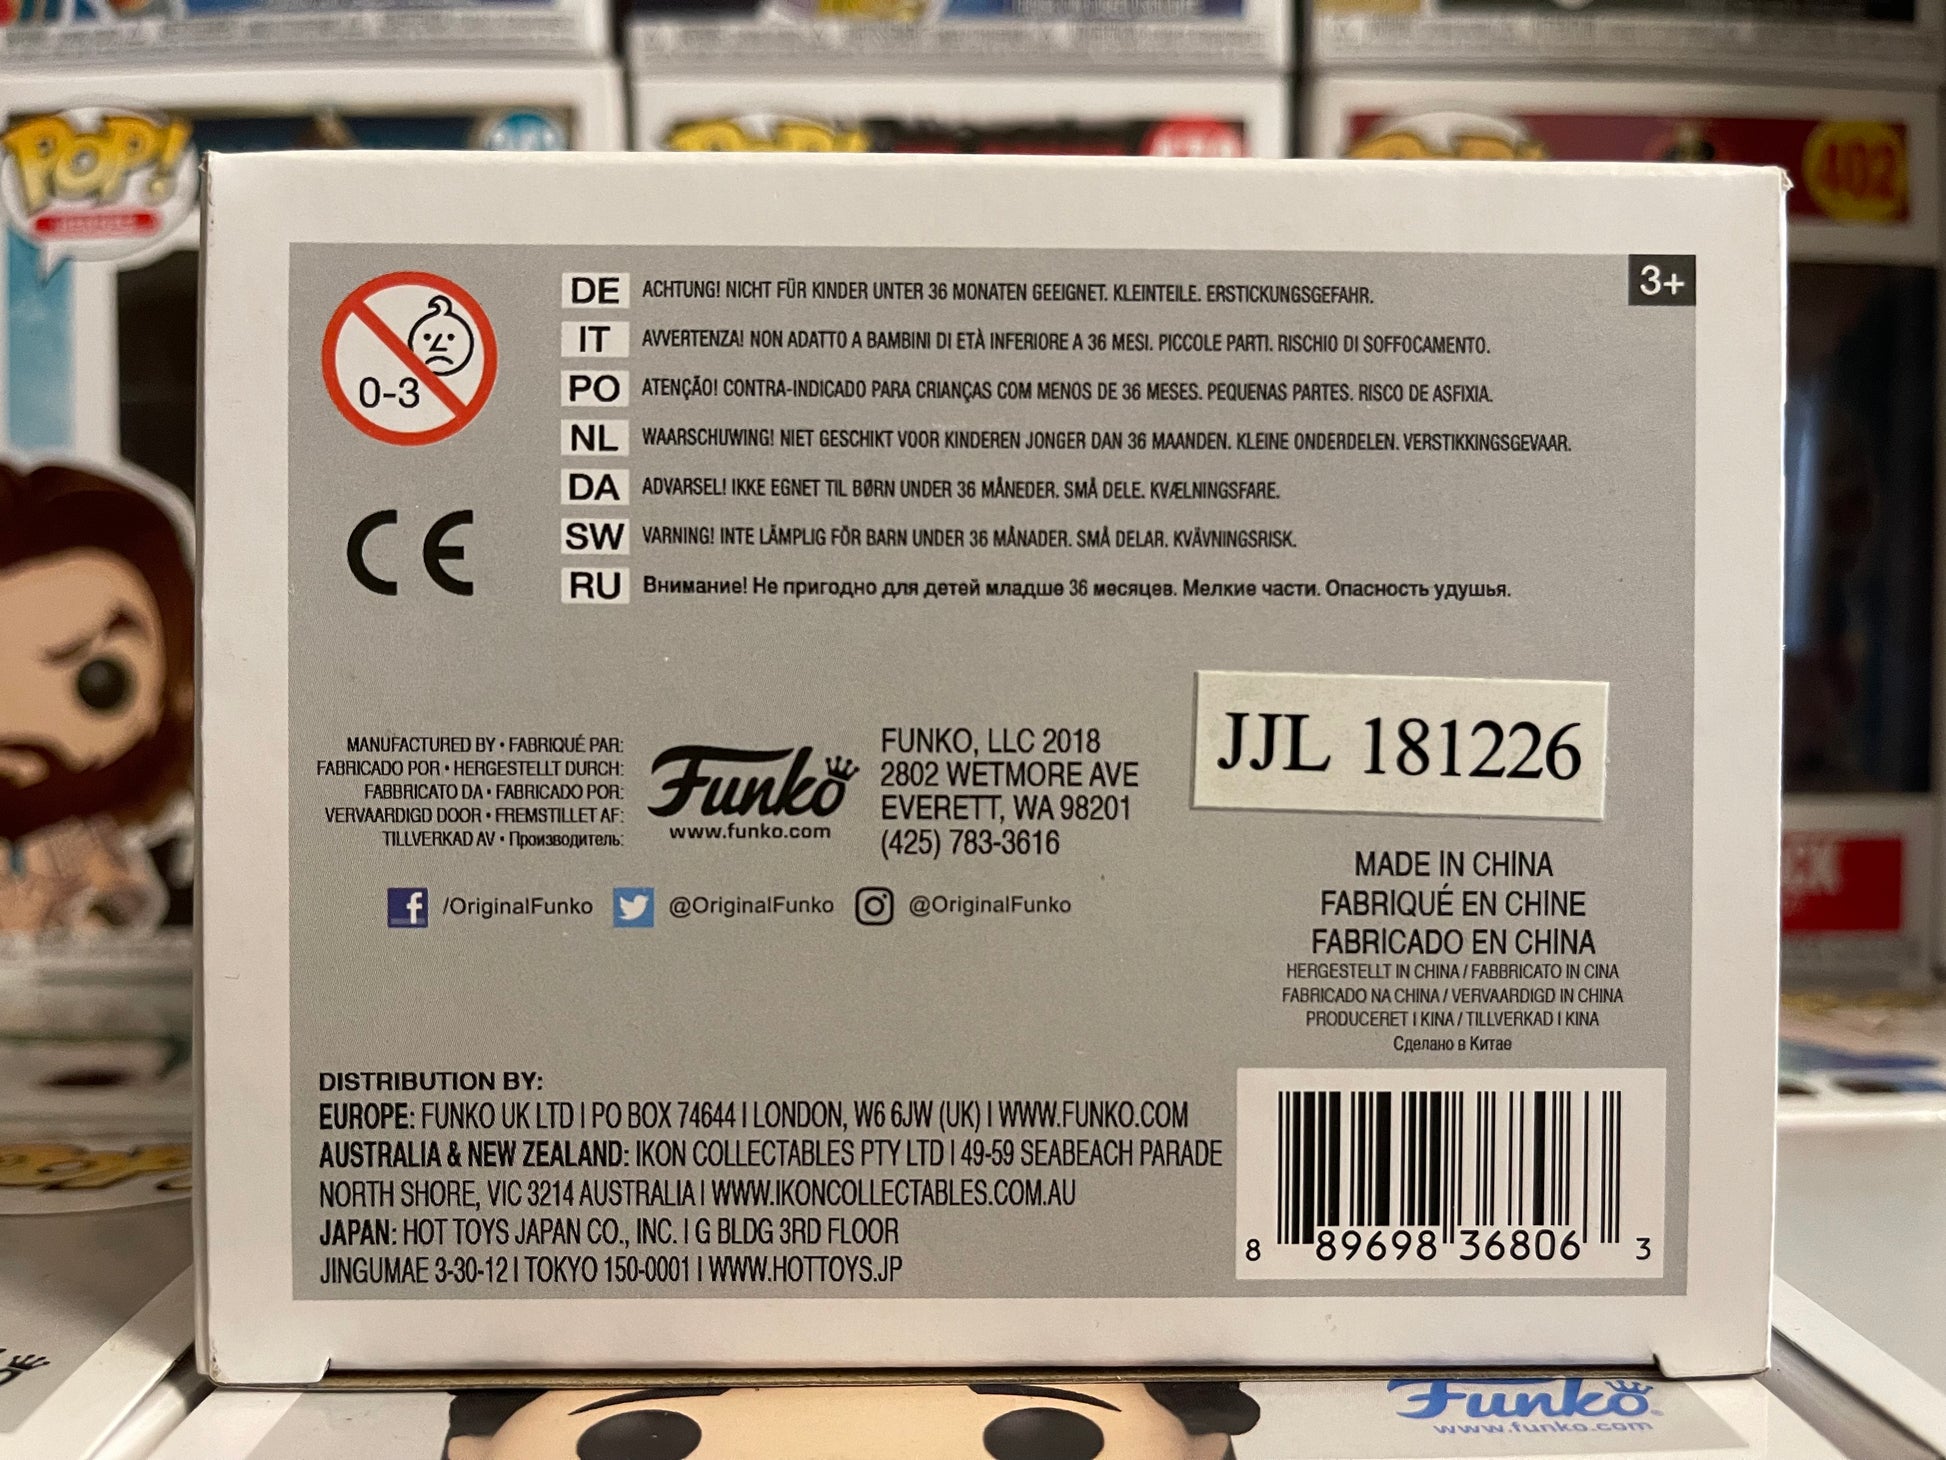 POP!
402
0-3
3+
DE ACHTUNG! NICHT FÜR KINDER UNTER 36 MONATEN GEEIGNET. KLEINTEILE. ERSTICKUNGSGEFAHR.
IT AVVERTENZA! NON ADATTO A BAMBINI DI ETÀ INFERIORE A 36 MESI. PICCOLE PARTI. RISCHIO DI SOFFOCAMENTO.
PO ATENÇÃO! CONTRA-INDICADO PARA CRIANÇAS COM MENOS DE 36 MESES. PEQUENAS PARTES. RISCO DE ASFIXIA.
NL WAARSCHUWING! NIET GESCHIKT VOOR KINDEREN JONGER DAN 36 MAANDEN. KLEINE ONDERDELEN. VERSTIKKINGSGEVAAR.
DA ADVARSEL! IKKE EGNET TIL BØRN UNDER 36 MÅNEDER. SMÅ DELE. KVÆLNINGSFARE.
SW VARNING! INTE LÄMPLIG FÖR BARN UNDER 36 MÅNADER. SMÅ DELAR. KVÄVNINGSRISK.
RU Внимание! Не пригодно для детей младше 36 месяцев. Мелкие части. Опасность удушья.
CE
MANUFACTURED BY • FABRIQUÉ PAR:
FABRICADO POR • HERGESTELLT DURCH:
FABBRICATO DA • FABRICADO POR:
VERVAARDIGD DOOR • FREMSTILLET AF:
TILLVERKAD AV • Производитель:
Funko
www.funko.com
FUNKO, LLC 2018
2802 WETMORE AVE
EVERETT, WA 98201
(425) 783-3616
JJL 181226
/OriginalFunko @OriginalFunko @OriginalFunko
MADE IN CHINA
FABRIQUÉ EN CHINE
FABRICADO EN CHINA
HERGESTELLT IN CHINA / FABBRICATO IN CINA
FABRICADO NA CHINA / VERVAARDIGD IN CHINA
PRODUCERET I KINA / TILLVERKAD I KINA
Сделано в Китае
DISTRIBUTION BY:
EUROPE: FUNKO UK LTD | PO BOX 74644 | LONDON, W6 6JW (UK) | WWW.FUNKO.COM
AUSTRALIA & NEW ZEALAND: IKON COLLECTABLES PTY LTD | 49-59 SEABEACH PARADE
NORTH SHORE, VIC 3214 AUSTRALIA | WWW.IKONCOLLECTABLES.COM.AU
JAPAN: HOT TOYS JAPAN CO., INC. | G BLDG 3RD FLOOR
JINGUMAE 3-30-12 | TOKYO 150-0001 | WWW.HOTTOYS.JP
8 89698 36806 3
Funko
www.funko.com